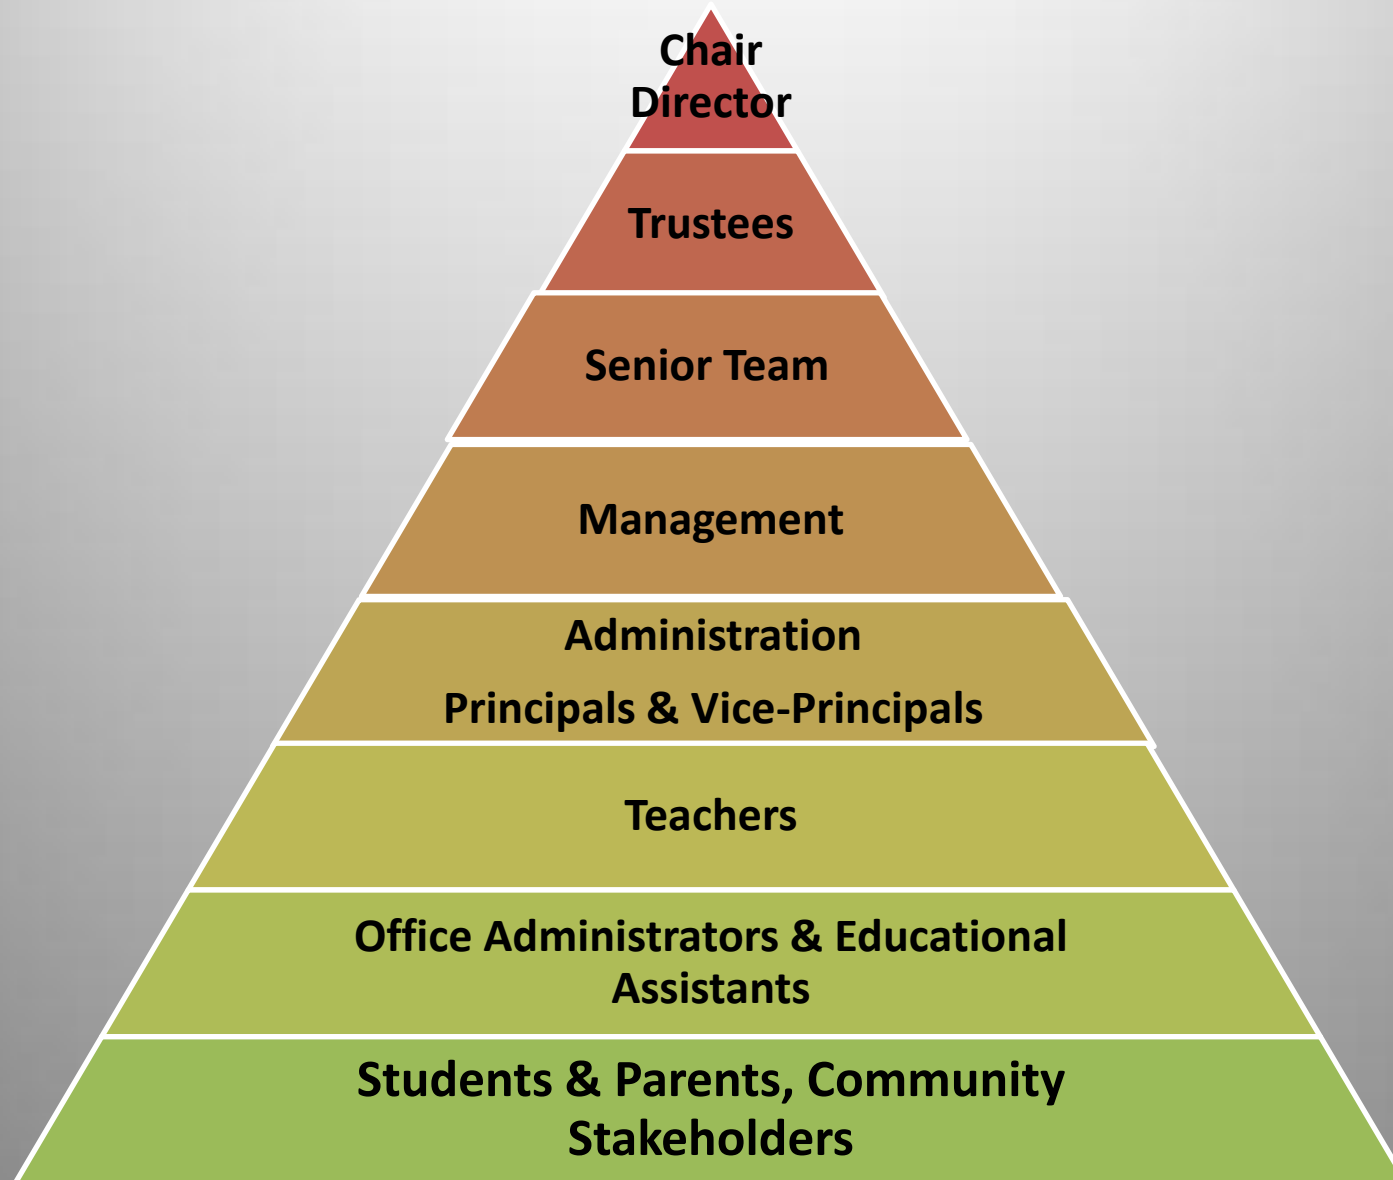 Chair
Director
Trustees
Senior Team
Management
Administration
Principals & Vice-Principals
Teachers
Office Administrators & Educational
Assistants
Students & Parents, Community
Stakeholders